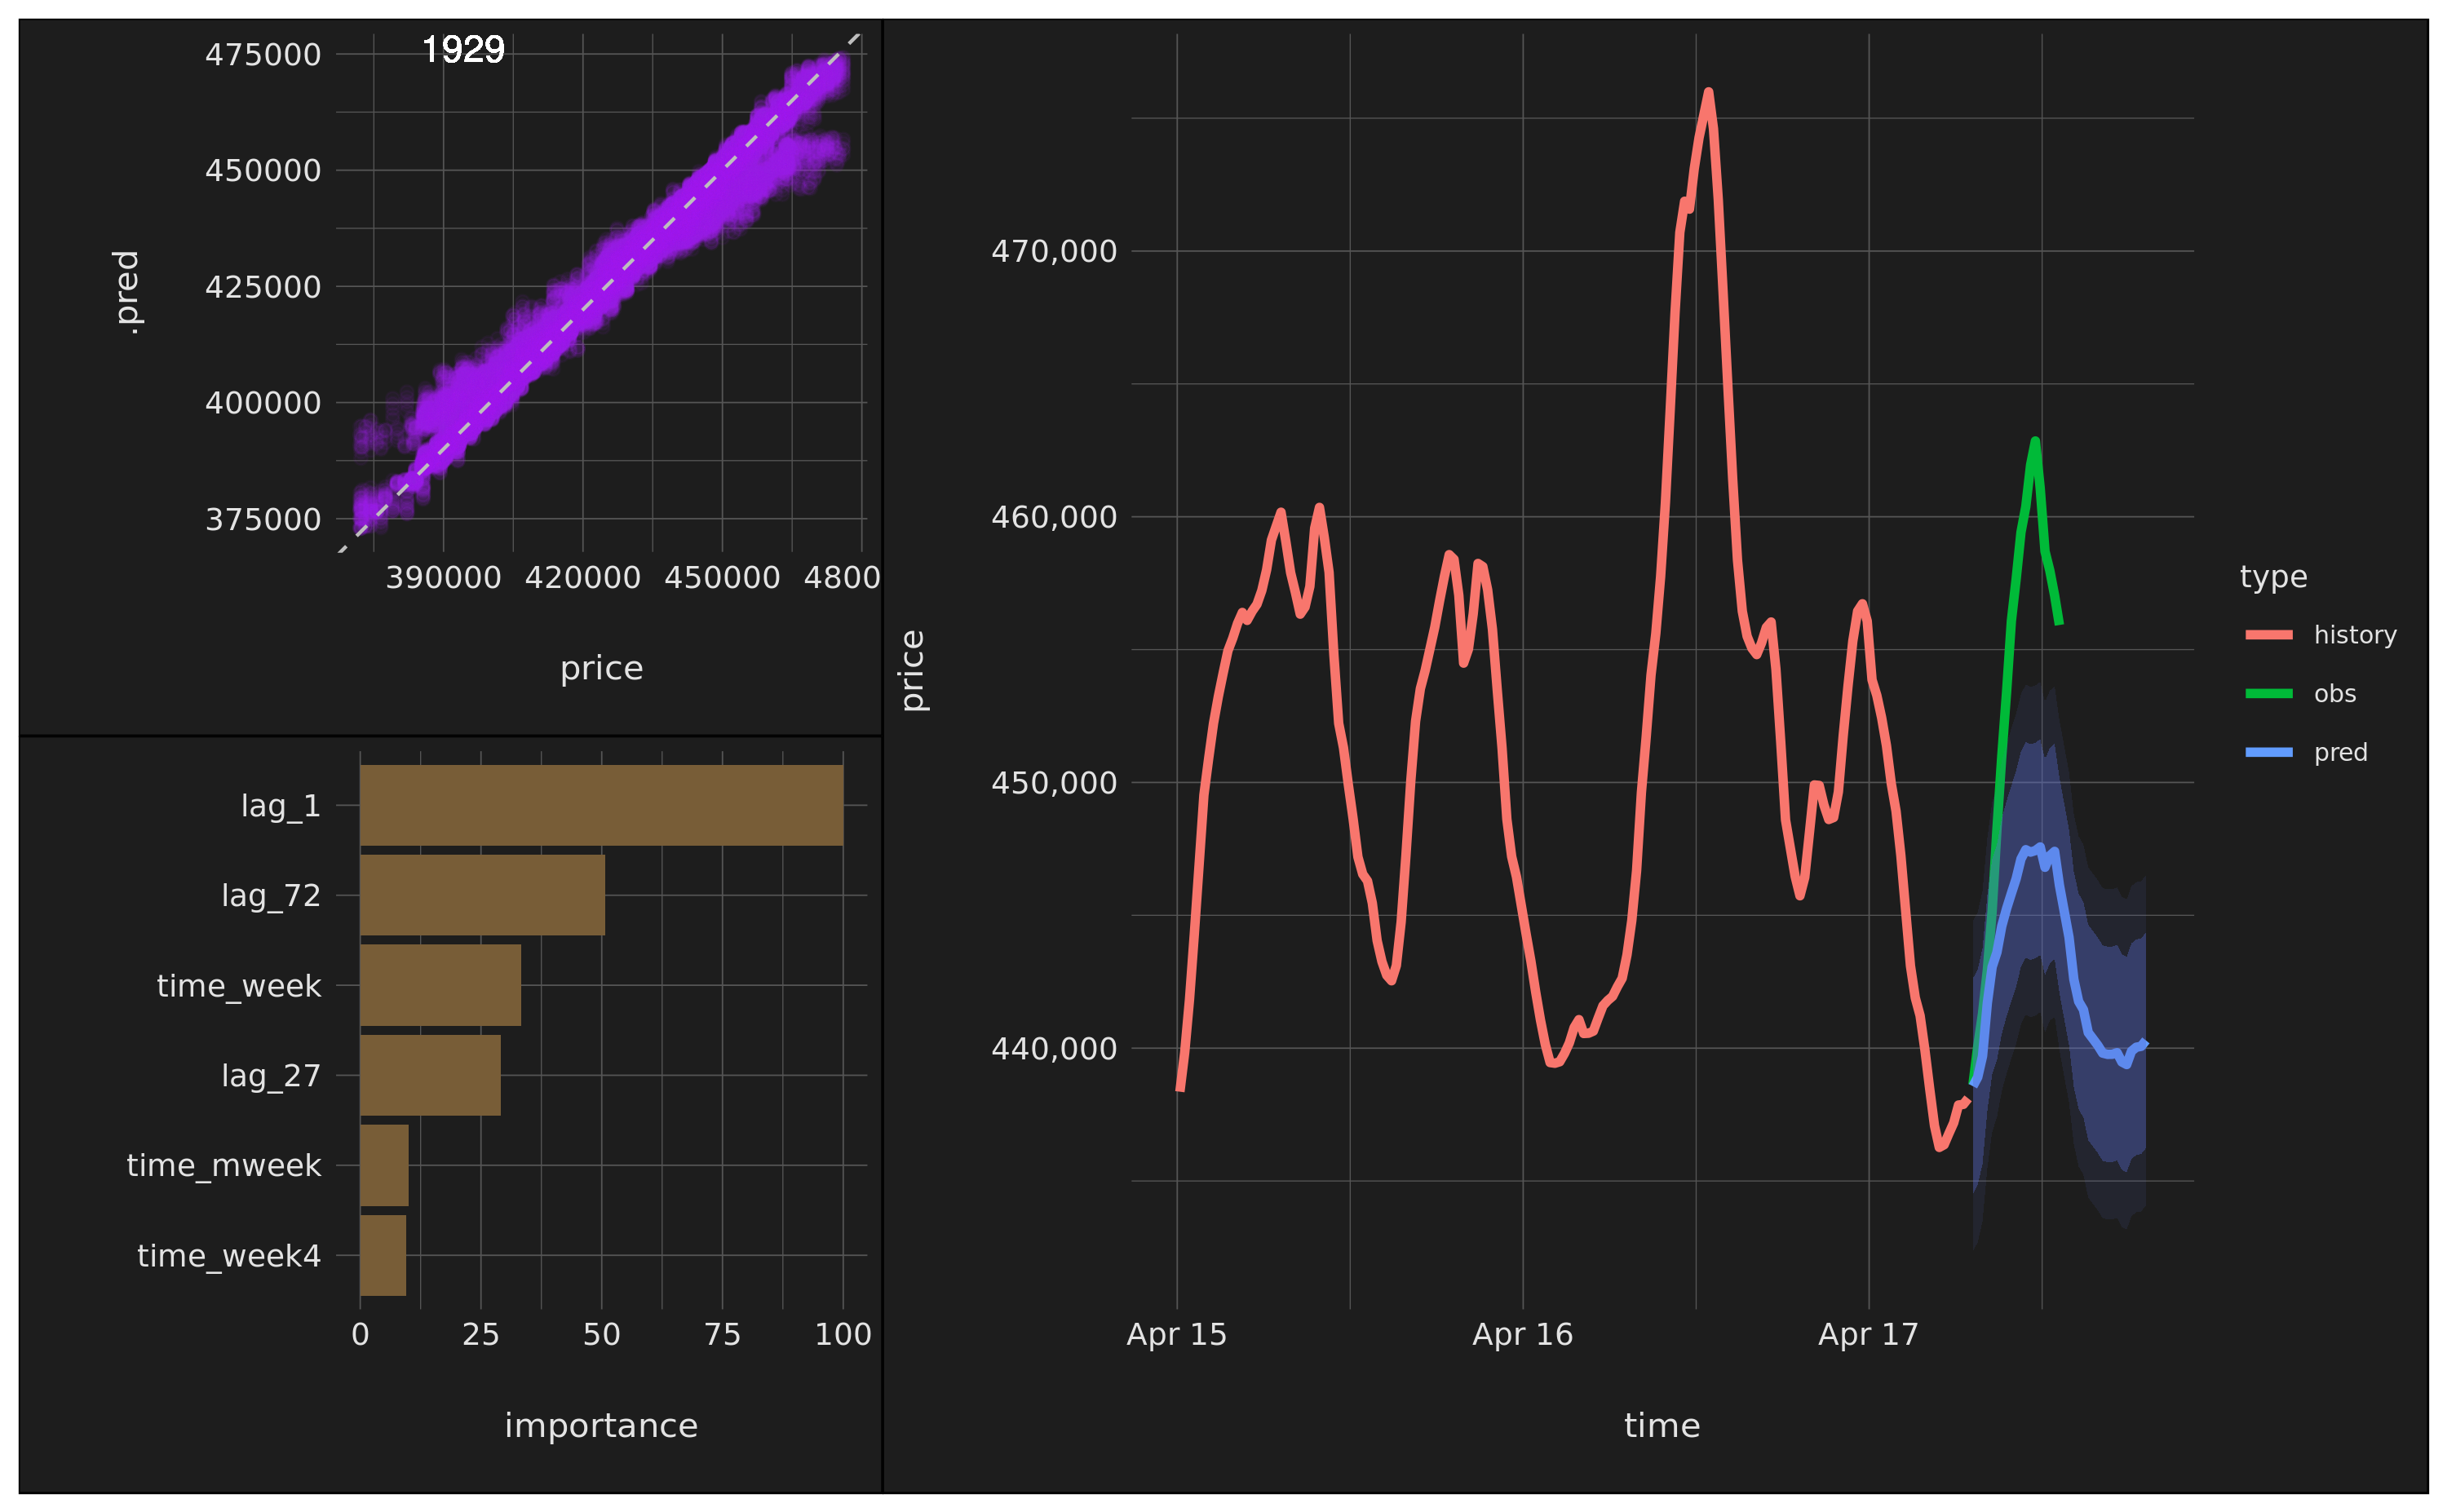 1929
475000
450000
425000
400000
375000
.pred
390000 420000 450000 4800
price
lag_1
lag_72
time_week
lag_27
time_mweek
time_week4
0 25 50 75 100
importance
470,000
460,000
450,000
440,000
price
Apr 15 Apr 16 Apr 17
time
type
history
obs
pred